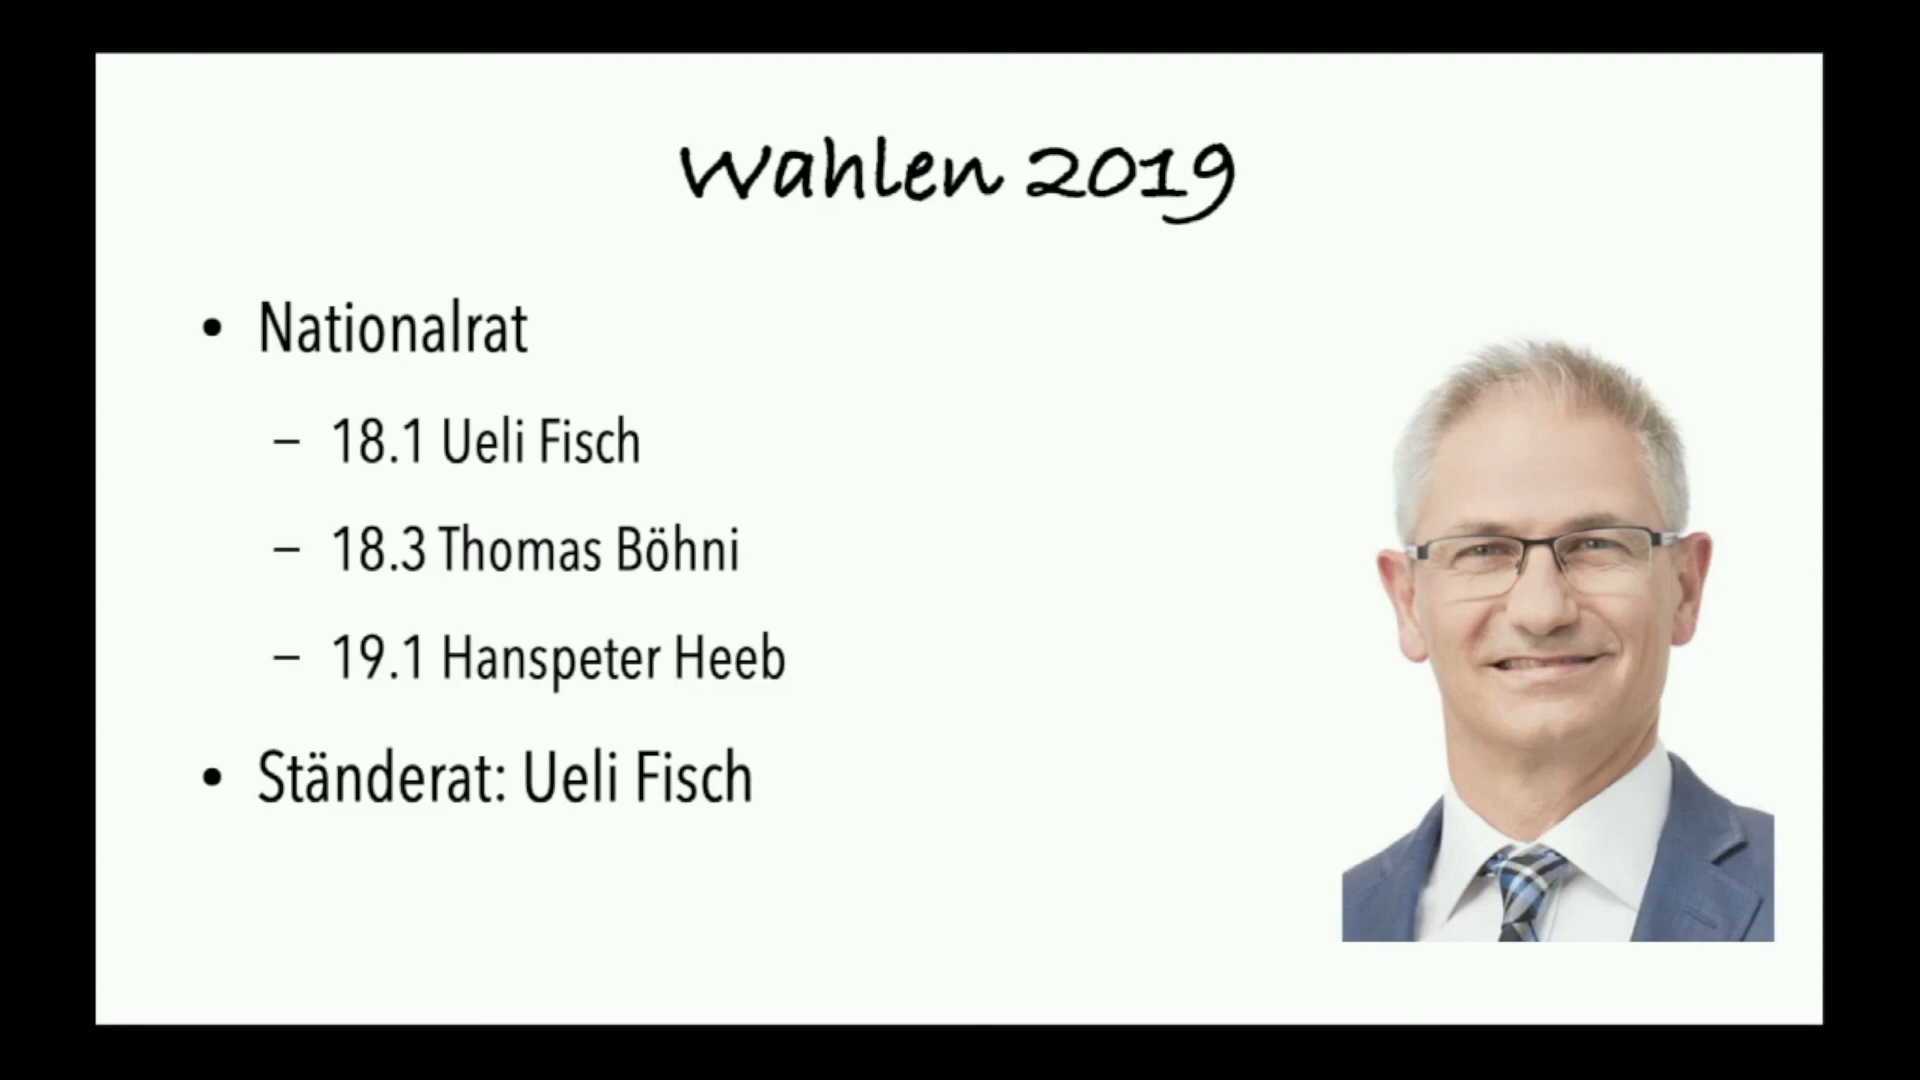 Wahlen 2019
• Nationalrat
– 18.1 Ueli Fisch
– 18.3 Thomas Böhni
– 19.1 Hanspeter Heeb
• Ständerat: Ueli Fisch